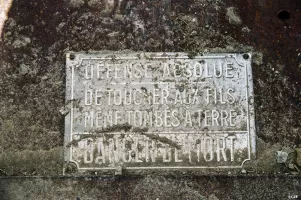 DEFENSE ABSOLUE
DE TOUCHER AUX FILS
MEME TOMBES A TERRE
DANGER DE MORT